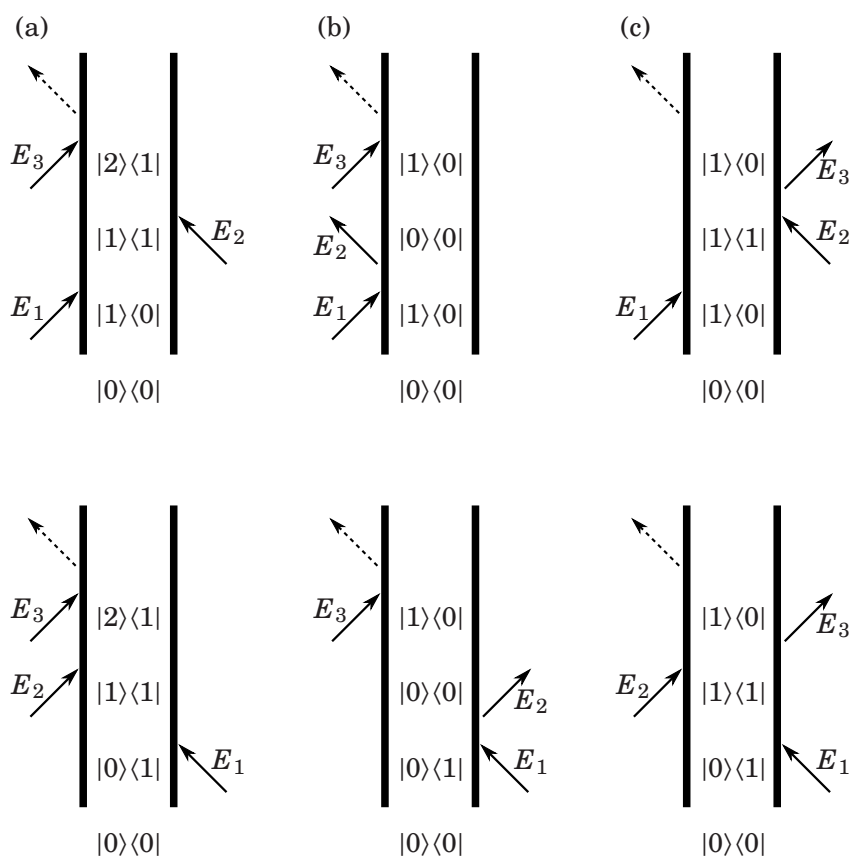 (a) (b) (c)
E3 |2⟩⟨1| E3 |1⟩⟨0| |1⟩⟨0| E3
|1⟩⟨1| E2 E2 |0⟩⟨0| |1⟩⟨1| E2
E1 |1⟩⟨0| E1 |1⟩⟨0| E1 |1⟩⟨0|
|0⟩⟨0| |0⟩⟨0| |0⟩⟨0|
E3 |2⟩⟨1| E3 |1⟩⟨0| |1⟩⟨0| E3
E2 |1⟩⟨1| |0⟩⟨0| E2 E2 |1⟩⟨1|
|0⟩⟨1| E1 |0⟩⟨1| E1 |0⟩⟨1| E1
|0⟩⟨0| |0⟩⟨0| |0⟩⟨0|